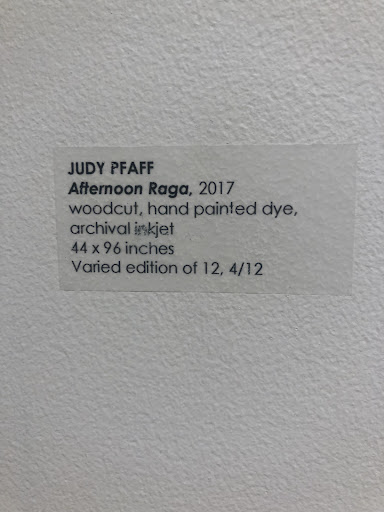 JUDY PFAFF
Afternoon Raga, 2017
woodcut, hand painted dye,
archival inkjet
44 x 96 inches
Varied edition of 12, 4/12